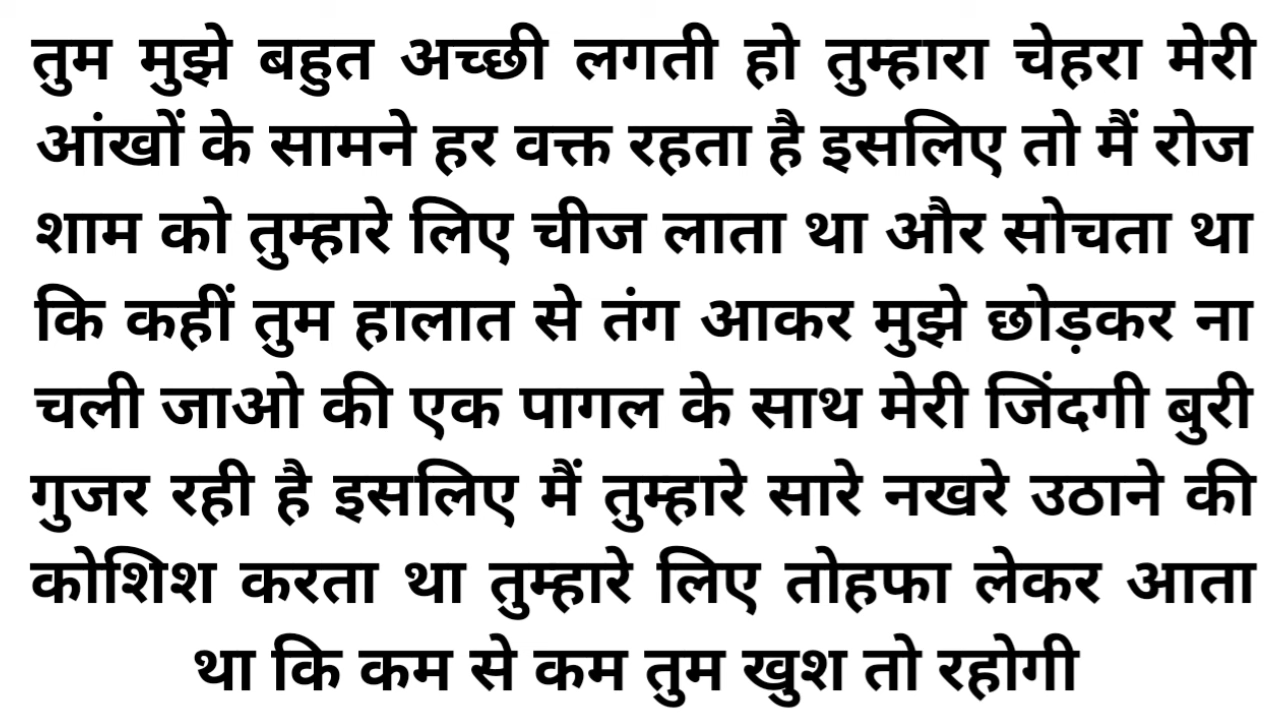 तुम मुझे बहुत अच्छी लगती हो तुम्हारा चेहरा मेरी
आंखों के सामने हर वक्त रहता है इसलिए तो मैं रोज
शाम को तुम्हारे लिए चीज लाता था और सोचता था
कि कहीं तुम हालात से तंग आकर मुझे छोड़कर ना
चली जाओ की एक पागल के साथ मेरी जिंदगी बुरी
गुजर रही है इसलिए मैं तुम्हारे सारे नखरे उठाने की
कोशिश करता था तुम्हारे लिए तोहफा लेकर आता
था कि कम से कम तुम खुश तो रहोगी